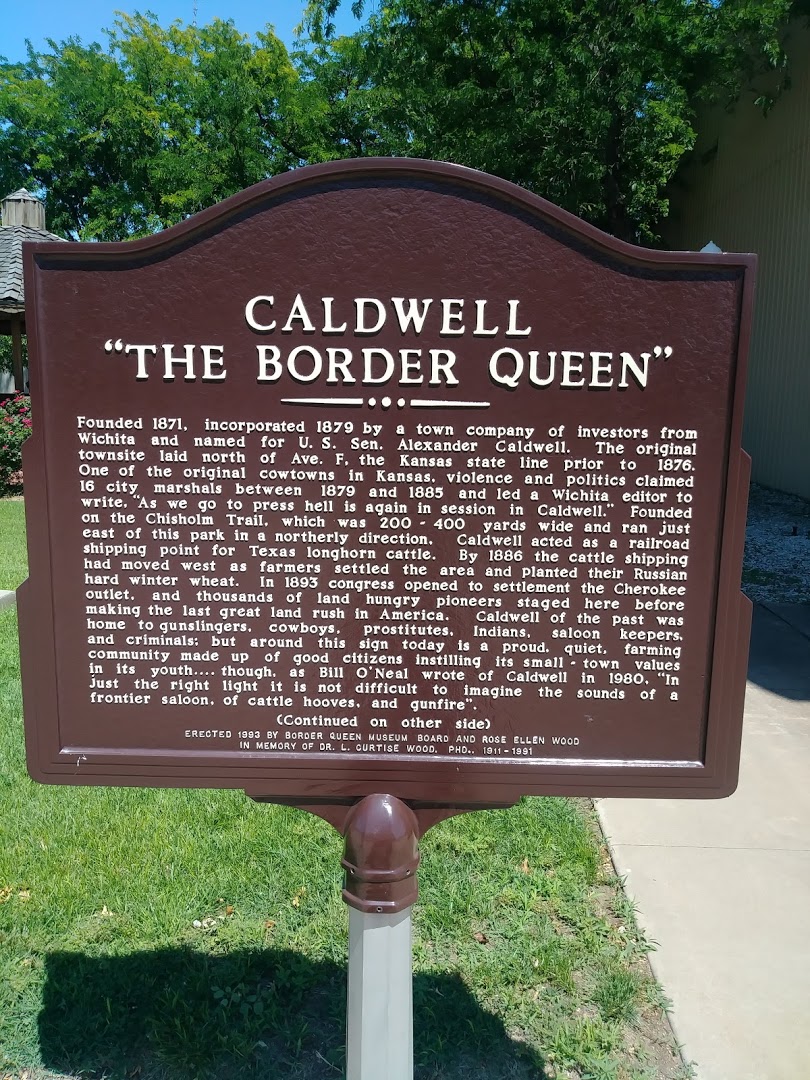 CALDWELL
"THE BORDER QUEEN"
Founded 1871, incorporated 1879 by a town company of investors from
Wichita and named for U. S. Sen. Alexander Caldwell. The original
townsite laid north of Ave. F, the Kansas state line prior to 1876.
One of the original cowtowns in Kansas, violence and politics claimed
16 city marshals between 1879 and 1885 and led a Wichita editor to
write, "As we go to press hell is again in session in Caldwell." Founded
on the Chisholm Trail, which was 200 - 400 yards wide and ran just
east of this park in a northerly direction, Caldwell acted as a railroad
shipping point for Texas longhorn cattle. By 1886 the cattle shipping
had moved west as farmers settled the area and planted their Russian
hard winter wheat. In 1893 congress opened to settlement the Cherokee
outlet, and thousands of land hungry pioneers staged here before
making the last great land rush in America. Caldwell of the past was
home to gunslingers, cowboys, prostitutes, Indians, saloon keepers,
and criminals; but around this sign today is a proud, quiet, farming
community made up of good citizens instilling its small - town values
in its youth.... though, as Bill O'Neal wrote of Caldwell in 1980, "In
just the right light it is not difficult to imagine the sounds of a
frontier saloon, of cattle hooves, and gunfire".
(Continued on other side)
ERECTED 1993 BY BORDER QUEEN MUSEUM BOARD AND ROSE ELLEN WOOD
IN MEMORY OF DR. L. CURTISE WOOD, PHD., 1911 - 1991